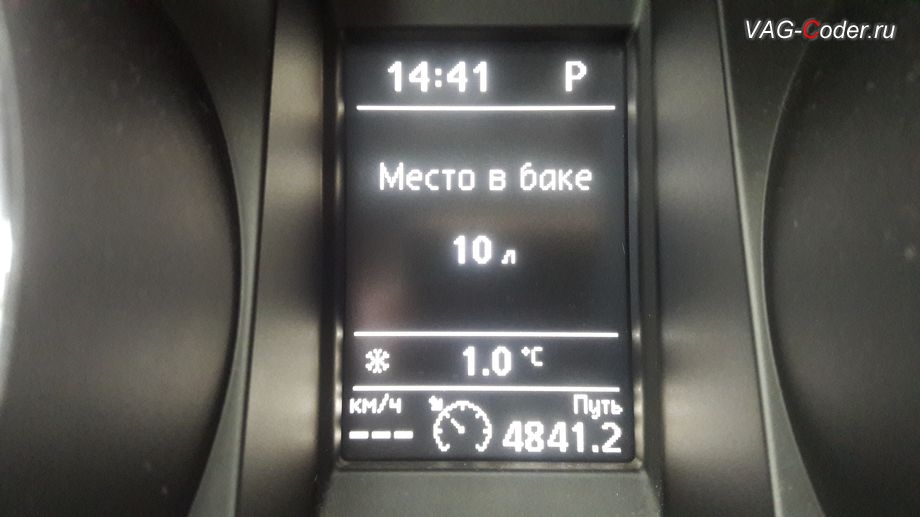 VAG-Coder.ru
14:41 P
Место в баке
10 л
1.0 °C
км/ч Путь
--- 4841.2